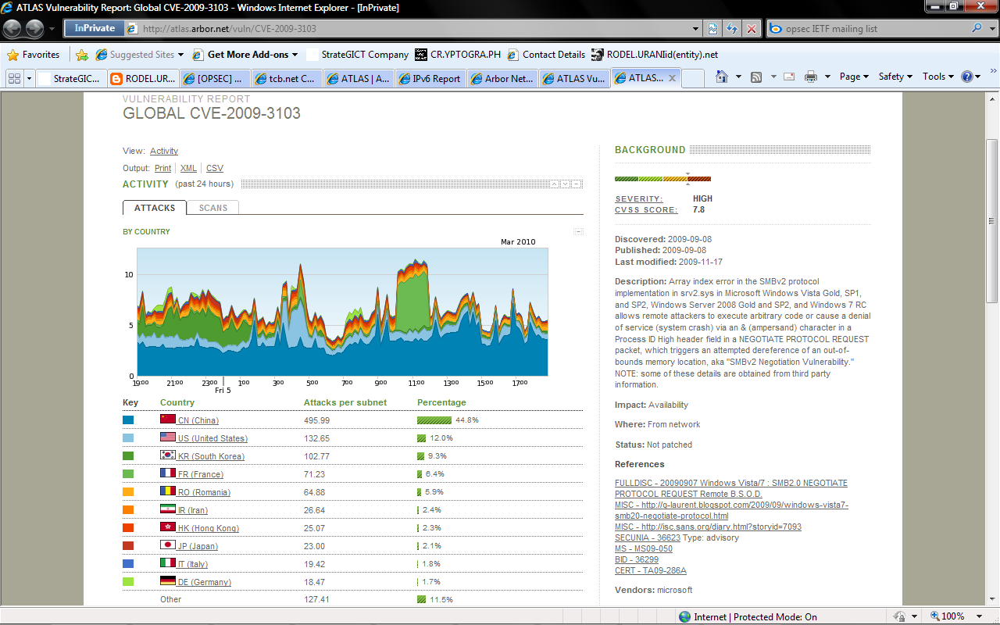 ATLAS Vulnerability Report: Global CVE-2009-3103 - Windows Internet Explorer - [InPrivate]
InPrivate http://atlas.arbor.net/vuln/CVE-2009-3103 opsec IETF mailing list
Favorites Suggested Sites Get More Add-ons StrateGICT Company CR.YPTOGRA.PH Contact Details RODEL.URANIid(entity).net
StrateGIC... RODEL.UR... [OPSEC] ... tcb.net C... ATLAS | A... IPv6 Report Arbor Net... ATLAS Vu... ATLAS... Page Safety Tools
VULNERABILITY REPORT
GLOBAL CVE-2009-3103
View: Activity
Output: Print XML CSV
ACTIVITY (past 24 hours)
ATTACKS SCANS
BY COUNTRY
Mar 2010
10
5
0
19:00 21:00 23:00 1:00 3:00 5:00 7:00 9:00 11:00 13:00 15:00 17:00
Fri 5
Key Country Attacks per subnet Percentage
CN (China) 495.99 44.8%
US (United States) 132.65 12.0%
KR (South Korea) 102.77 9.3%
FR (France) 71.23 6.4%
RO (Romania) 64.88 5.9%
IR (Iran) 26.64 2.4%
HK (Hong Kong) 25.07 2.3%
JP (Japan) 23.00 2.1%
IT (Italy) 19.42 1.8%
DE (Germany) 18.47 1.7%
Other 127.41 11.5%
BACKGROUND
SEVERITY: HIGH
CVSS SCORE: 7.8
Discovered: 2009-09-08
Published: 2009-09-08
Last modified: 2009-11-17
Description: Array index error in the SMBv2 protocol
implementation in srv2.sys in Microsoft Windows Vista Gold, SP1,
and SP2, Windows Server 2008 Gold and SP2, and Windows 7 RC
allows remote attackers to execute arbitrary code or cause a denial
of service (system crash) via an & (ampersand) character in a
Process ID High header field in a NEGOTIATE PROTOCOL REQUEST
packet, which triggers an attempted dereference of an out-of-
bounds memory location, aka "SMBv2 Negotiation Vulnerability."
NOTE: some of these details are obtained from third party
information.
Impact: Availability
Where: From network
Status: Not patched
References
FULLDISC - 20090907 Windows Vista/7 : SMB2.0 NEGOTIATE
PROTOCOL REQUEST Remote B.S.O.D.
MISC - http://g-laurent.blogspot.com/2009/09/windows-vista7-
smb20-negotiate-protocol.html
MISC - http://isc.sans.org/diary.html?storyid=7093
SECUNIA - 36623 Type: advisory
MS - MS09-050
BID - 36299
CERT - TA09-286A
Vendors: microsoft
Internet | Protected Mode: On 100%